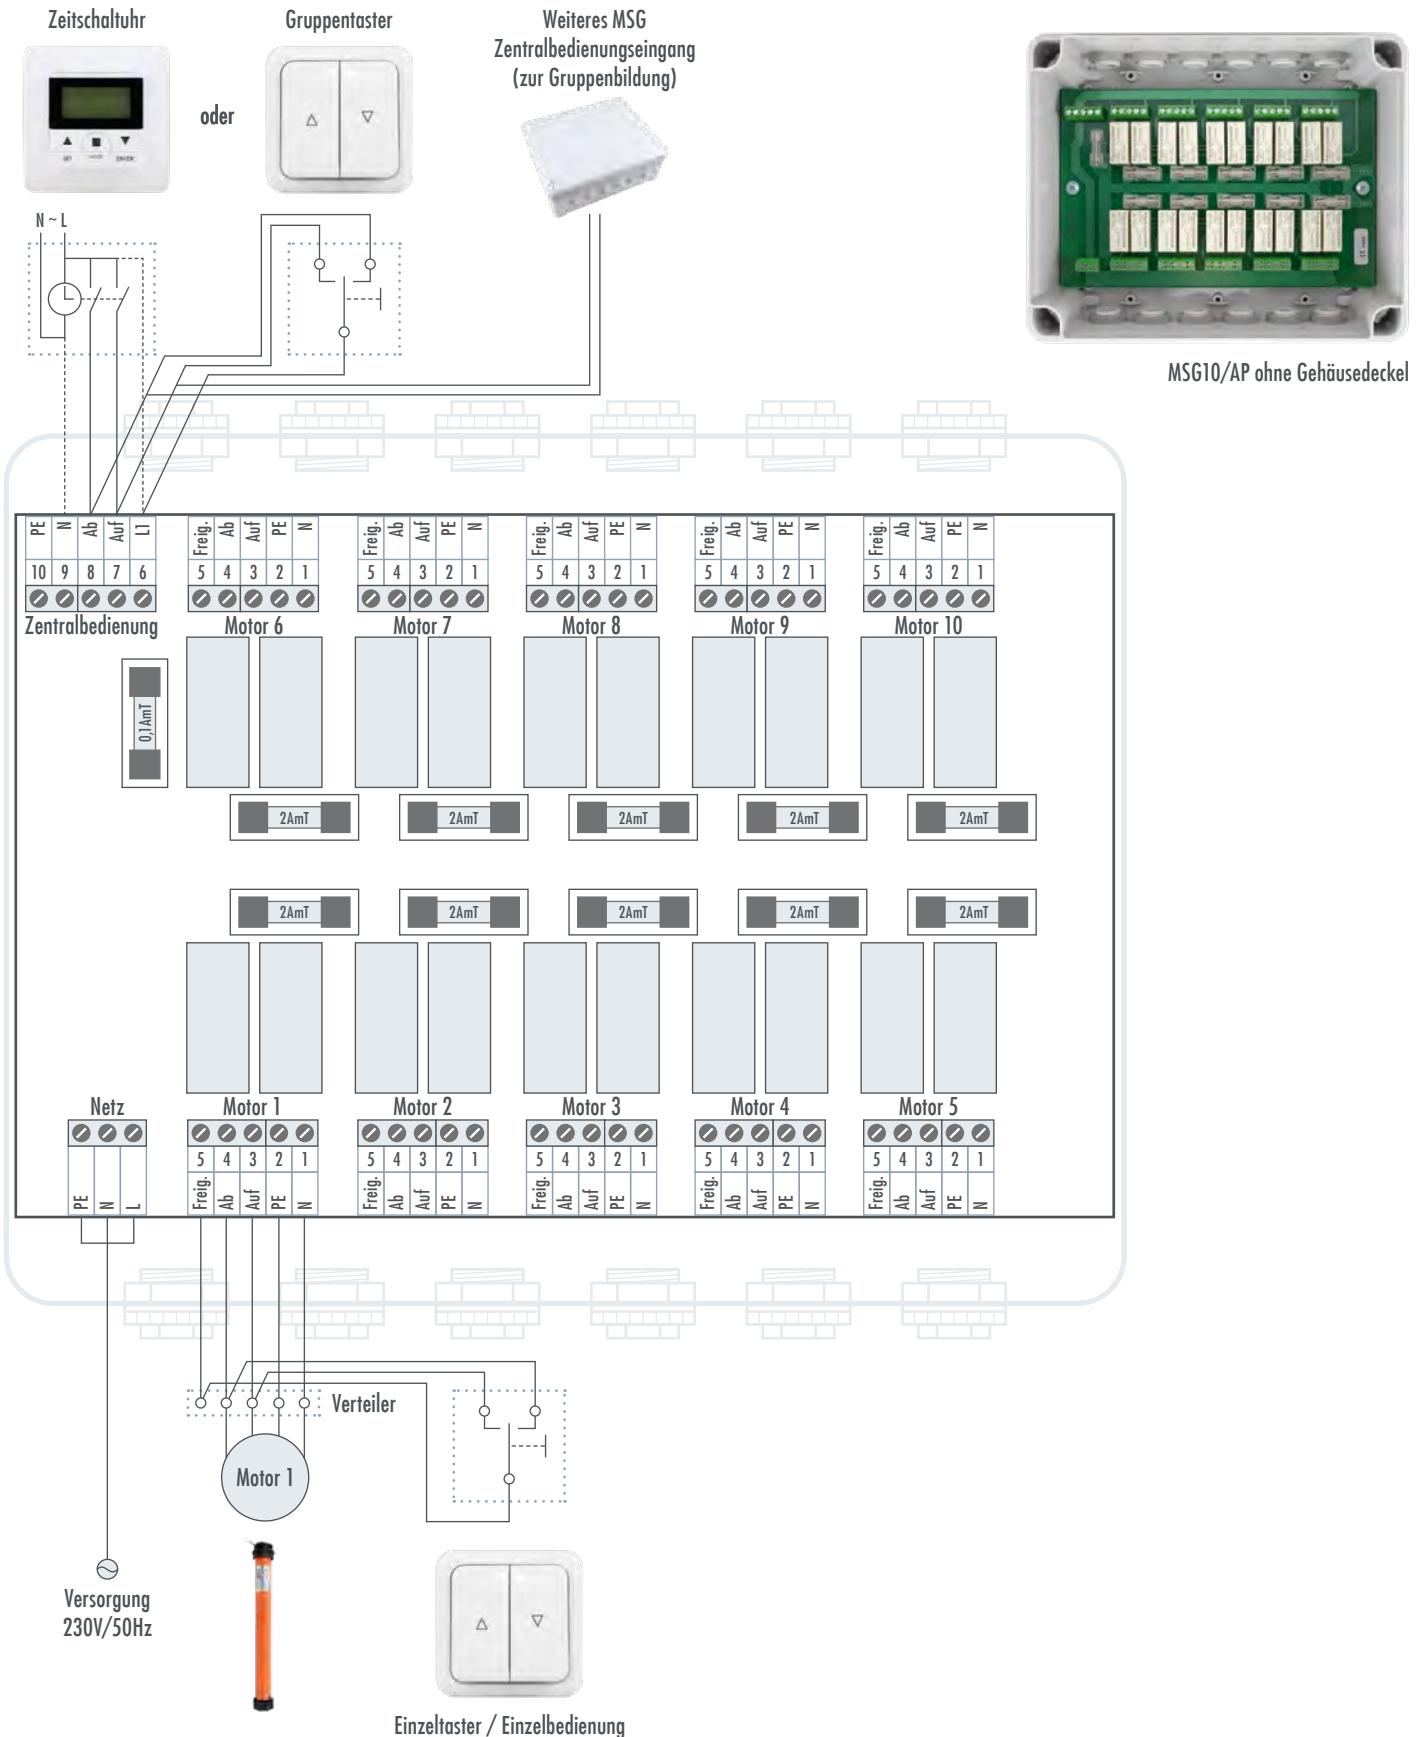 Zeitschaltuhr
Gruppentaster
Weiteres MSG
Zentralbedienungseingang
(zur Gruppenbildung)
oder
SET
ENTER
N ~ L
MSG10/AP ohne Gehäusedeckel
PE N Ab Auf L1
10 9 8 7 6
Zentralbedienung
Freig. Ab Auf PE N
5 4 3 2 1
Motor 6
Freig. Ab Auf PE N
5 4 3 2 1
Motor 7
Freig. Ab Auf PE N
5 4 3 2 1
Motor 8
Freig. Ab Auf PE N
5 4 3 2 1
Motor 9
Freig. Ab Auf PE N
5 4 3 2 1
Motor 10
0,1AmT
2AmT
2AmT
2AmT
2AmT
2AmT
2AmT
2AmT
2AmT
2AmT
2AmT
Netz
PE N L
Motor 1
5 4 3 2 1
Freig. Ab Auf PE N
Motor 2
5 4 3 2 1
Freig. Ab Auf PE N
Motor 3
5 4 3 2 1
Freig. Ab Auf PE N
Motor 4
5 4 3 2 1
Freig. Ab Auf PE N
Motor 5
5 4 3 2 1
Freig. Ab Auf PE N
Verteiler
Motor 1
Versorgung
230V/50Hz
Einzeltaster / Einzelbedienung